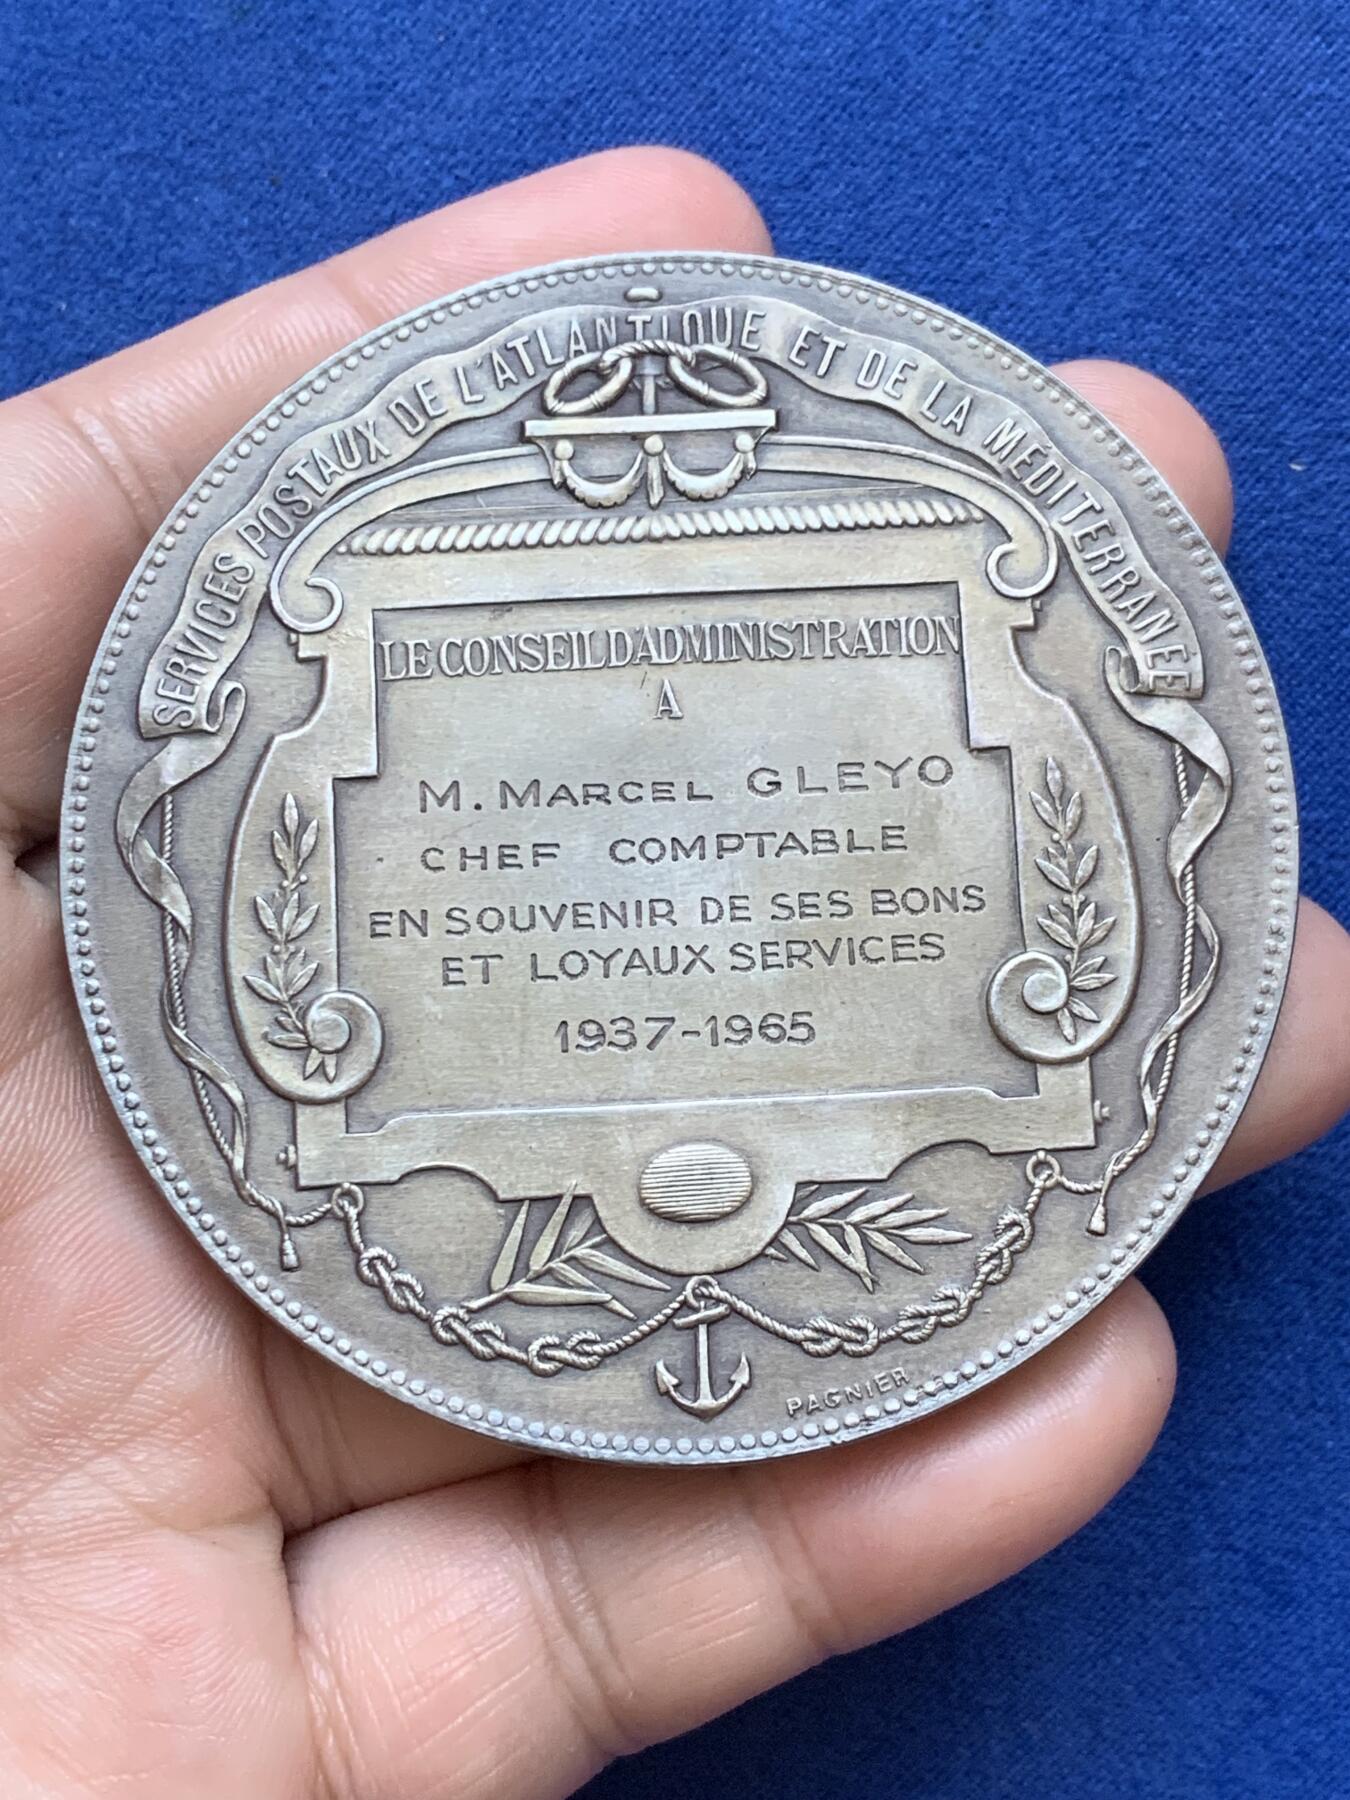 SERVICES POSTAUX DE L'ATLANTIQUE ET DE LA MÉDITERRANÉE
LE CONSEIL D'ADMINISTRATION
A
M. MARCEL GLEYO
CHEF COMPTABLE
EN SOUVENIR DE SES BONS
ET LOYAUX SERVICES
1937-1965
PAGNIER